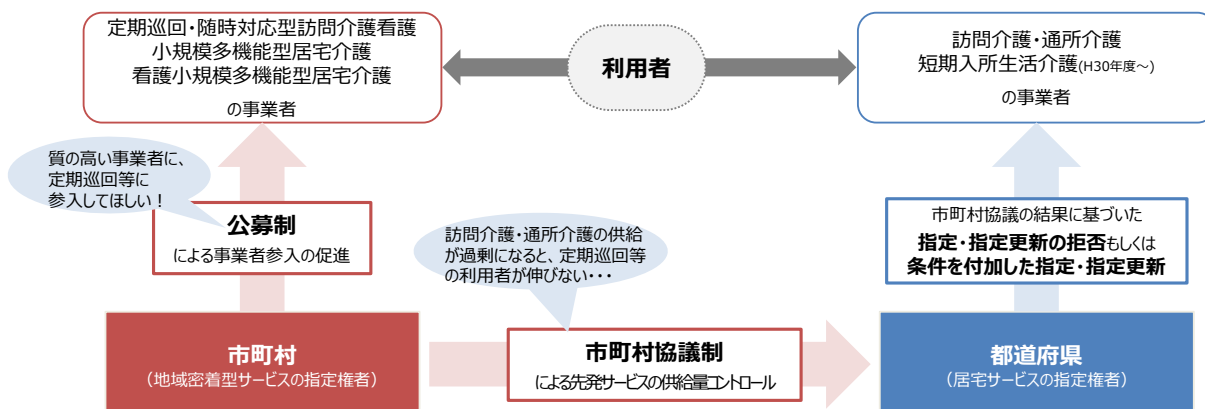 定期巡回・随時対応型訪問介護看護
小規模多機能型居宅介護
看護小規模多機能型居宅介護
の事業者
利用者
訪問介護・通所介護
短期入所生活介護(H30年度～)
の事業者
質の高い事業者に、
定期巡回等に
参入してほしい！
公募制
による事業者参入の促進
訪問介護・通所介護の供給
が過剰になると、定期巡回等
の利用者が伸びない・・・
市町村協議の結果に基づいた
指定・指定更新の拒否もしくは
条件を付加した指定・指定更新
市町村
（地域密着型サービスの指定権者）
市町村協議制
による先発サービスの供給量コントロール
都道府県
（居宅サービスの指定権者）